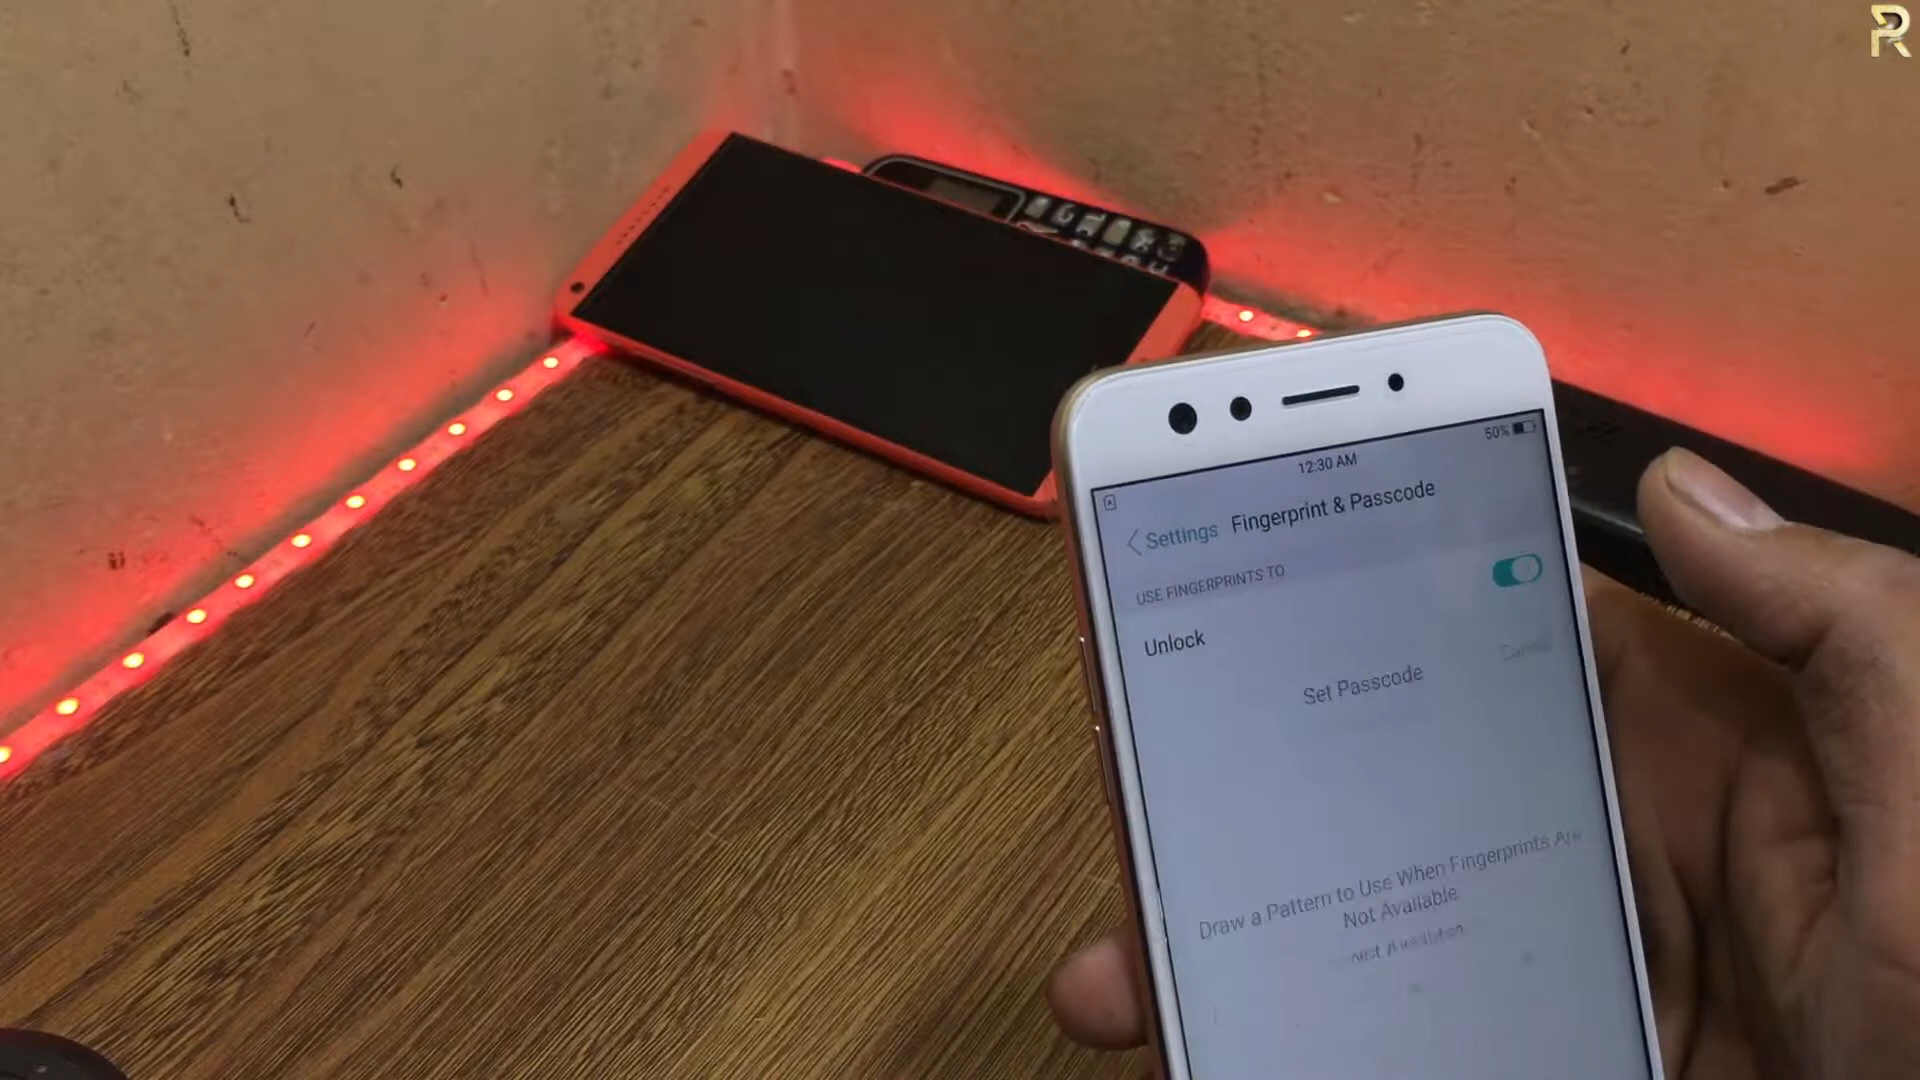 50%
12:30 AM
Settings Fingerprint & Passcode
USE FINGERPRINTS TO
Unlock
Set Passcode
Draw a Pattern to Use When Fingerprints Are
Not Available